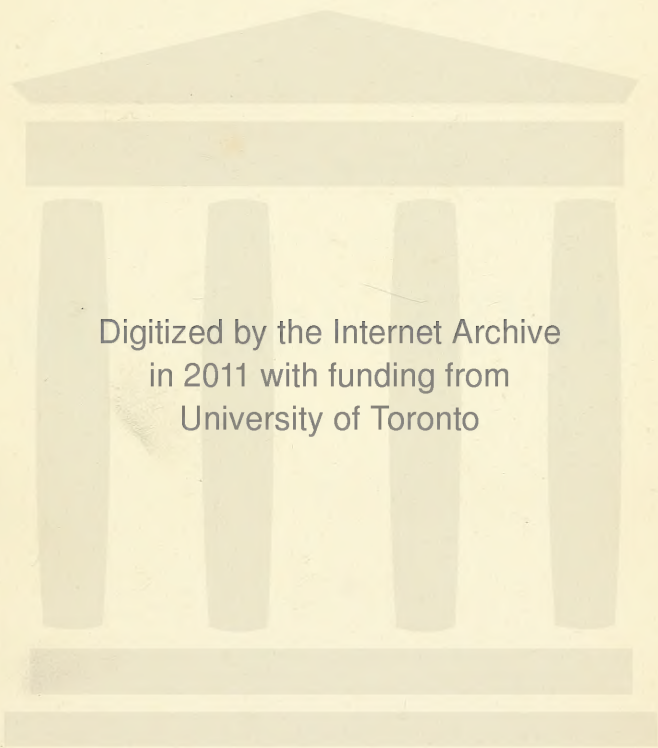 Digitized by the Internet Archive
in 2011 with funding from
University of Toronto